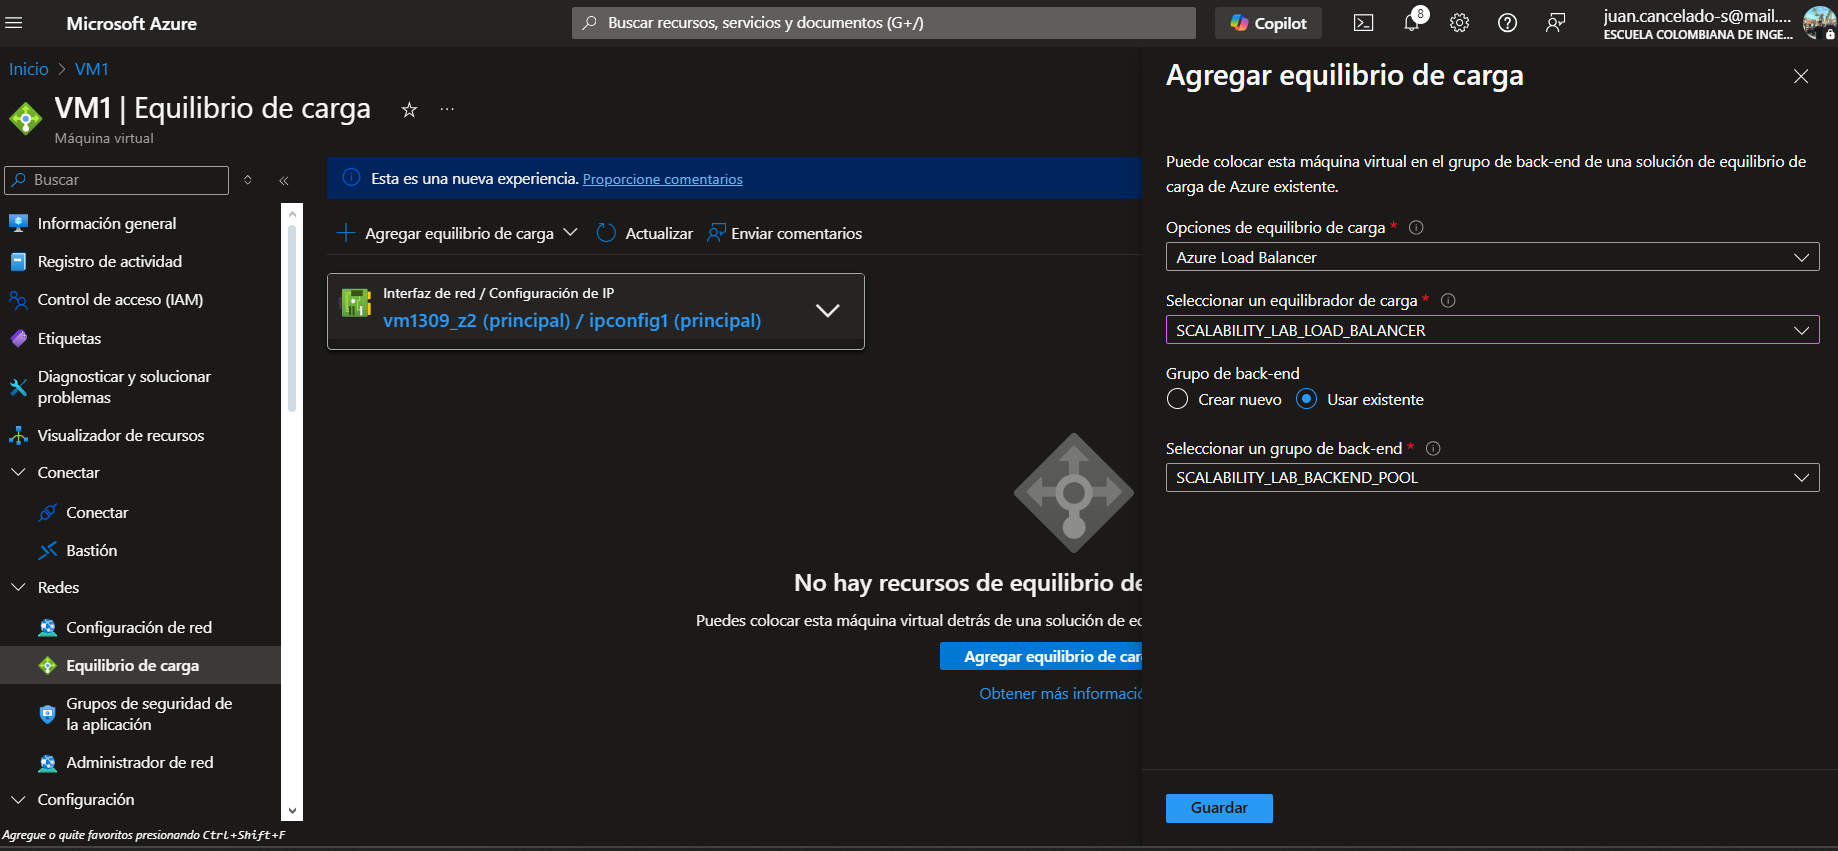 Microsoft Azure
Buscar recursos, servicios y documentos (G+/)
Copilot
8
juan.cancelado-s@mail....
ESCUELA COLOMBIANA DE INGE...
Inicio > VM1
VM1 | Equilibrio de carga
Máquina virtual
Buscar
Información general
Registro de actividad
Control de acceso (IAM)
Etiquetas
Diagnosticar y solucionar
problemas
Visualizador de recursos
Conectar
Conectar
Bastión
Redes
Configuración de red
Equilibrio de carga
Grupos de seguridad de
la aplicación
Administrador de red
Configuración
Agregue o quite favoritos presionando Ctrl+Shift+F
Esta es una nueva experiencia. Proporcione comentarios
Agregar equilibrio de carga
Actualizar
Enviar comentarios
Interfaz de red / Configuración de IP
vm1309_z2 (principal) / ipconfig1 (principal)
No hay recursos de equilibrio de
Puedes colocar esta máquina virtual detrás de una solución de
Agregar equilibrio de
Obtener más
Agregar equilibrio de carga
Puede colocar esta máquina virtual en el grupo de back-end de una solución de equilibrio de
carga de Azure existente.
Opciones de equilibrio de carga *
Azure Load Balancer
Seleccionar un equilibrador de carga *
SCALABILITY_LAB_LOAD_BALANCER
Grupo de back-end
Crear nuevo
Usar existente
Seleccionar un grupo de back-end *
SCALABILITY_LAB_BACKEND_POOL
Guardar